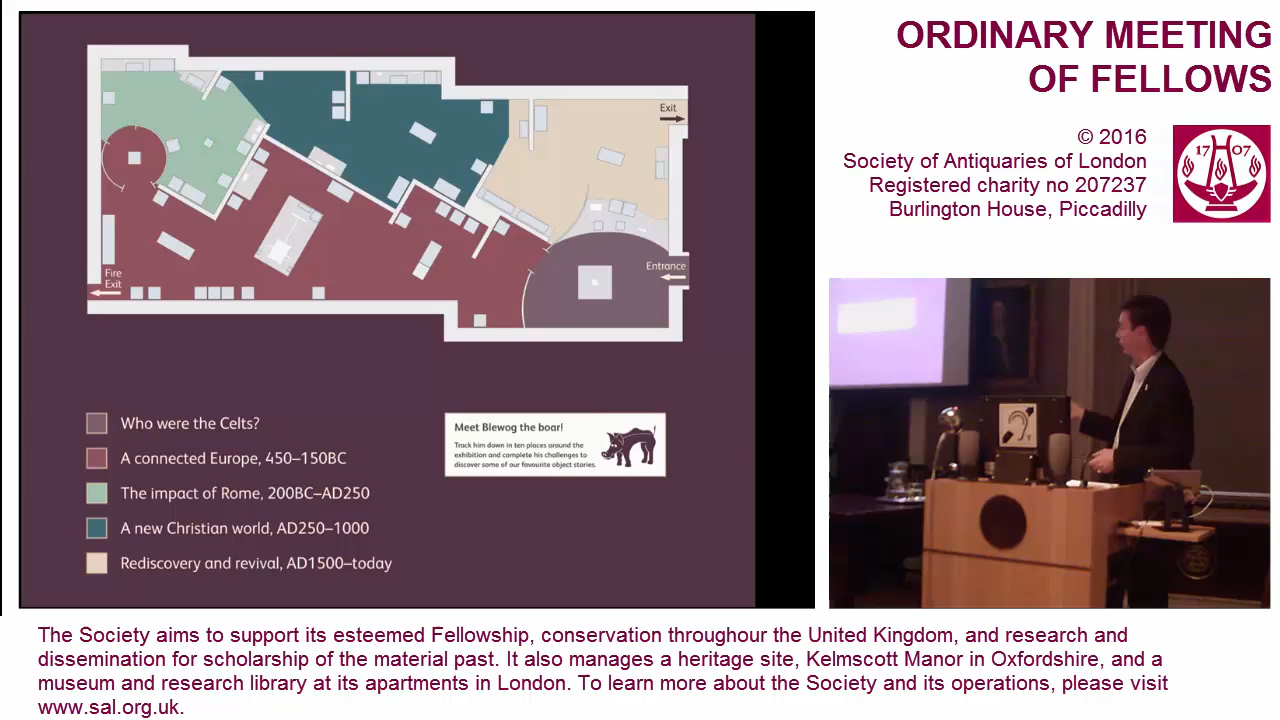 ORDINARY MEETING
OF FELLOWS
© 2016
Society of Antiquaries of London
Registered charity no 207237
Burlington House, Piccadilly
17 07
Exit
Entrance
Fire
Exit
Who were the Celts?
A connected Europe, 450–150BC
The impact of Rome, 200BC–AD250
A new Christian world, AD250–1000
Rediscovery and revival, AD1500–today
Meet Blewog the boar!
Track him down in ten places around the
exhibition and complete his challenges to
discover some of our favourite object stories.
T
The Society aims to support its esteemed Fellowship, conservation throughour the United Kingdom, and research and
dissemination for scholarship of the material past. It also manages a heritage site, Kelmscott Manor in Oxfordshire, and a
museum and research library at its apartments in London. To learn more about the Society and its operations, please visit
www.sal.org.uk.